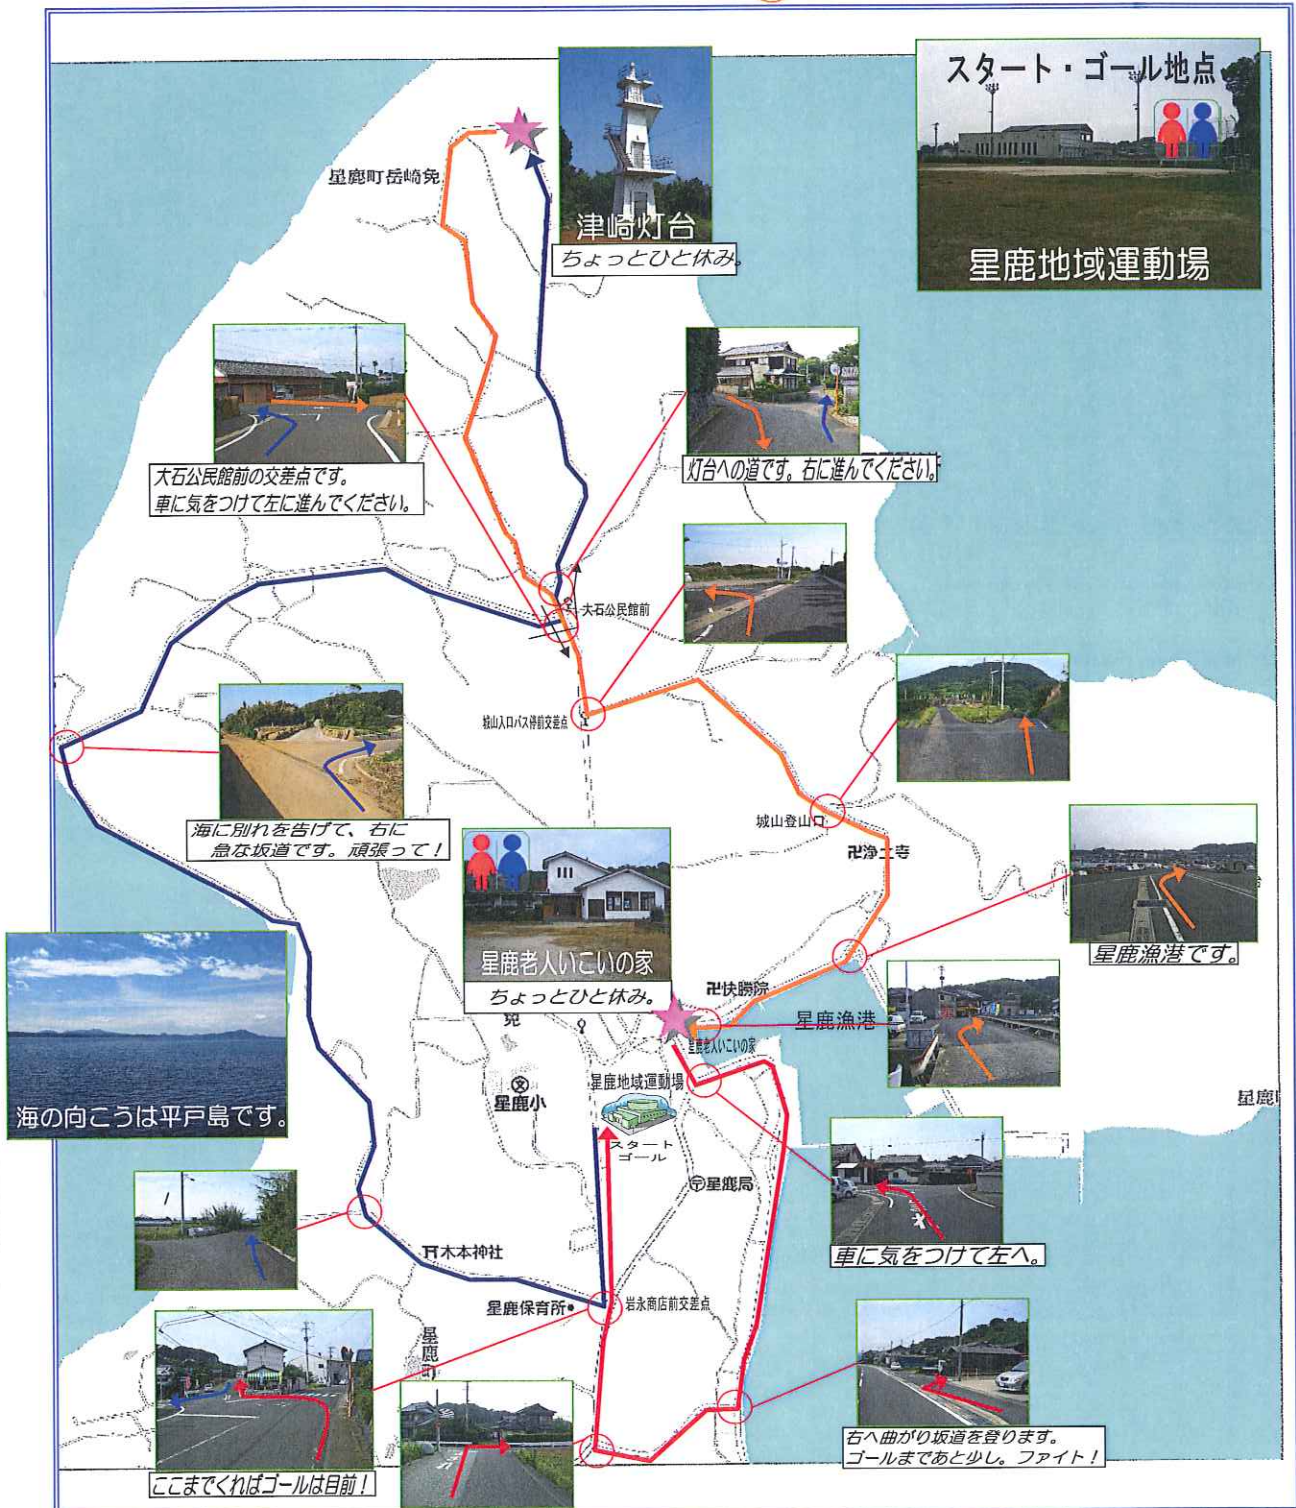 スタート・ゴール地点
星鹿地域運動場
津崎灯台
ちょっとひと休み。
星鹿町岳崎免
大石公民館前の交差点です。
車に気をつけて左に進んでください。
灯台への道です。右に進んでください。
大石公民館前
城山入口バス停前交差点
城山登山口
卍浄土寺
海に別れを告げて、右に
急な坂道です。頑張って！
星鹿老人いこいの家
ちょっとひと休み。
星鹿漁港です。
海の向こうは平戸島です。
卍快勝院
星鹿漁港
免
星鹿老人いこいの家
星鹿地域運動場
文
星鹿小
スタート
ゴール
〒星鹿局
星鹿
車に気をつけて左へ。
木本神社
星鹿保育所
岩永商店前交差点
星鹿町
右へ曲がり坂道を登ります。
ゴールまであと少し。ファイト！
ここまでくればゴールは目前！